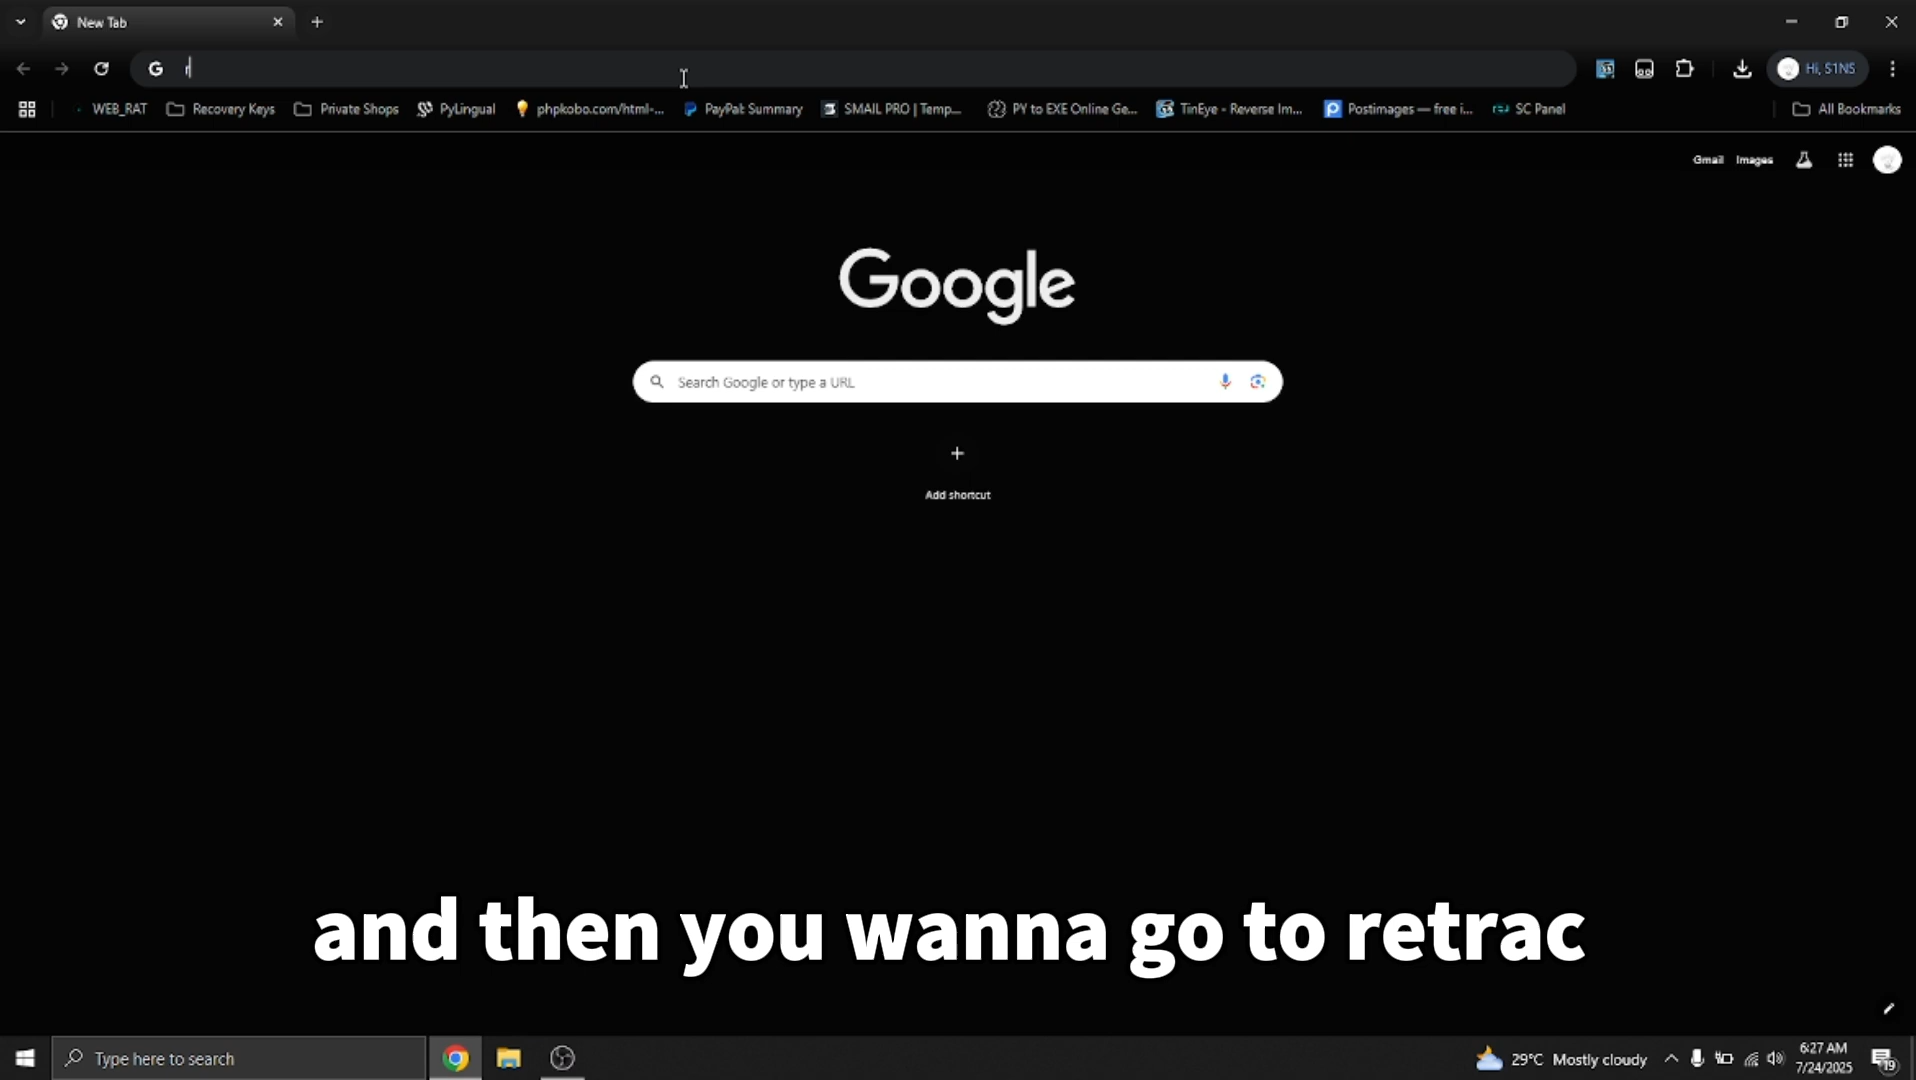 New Tab
r
Hi, S1NS
WEB_RAT
Recovery Keys
Private Shops
PyLingual
phpkobo.com/html-...
PayPal: Summary
SMAIL PRO | Temp...
PY to EXE Online Ge...
TinEye - Reverse Im...
Postimages — free i...
SC Panel
All Bookmarks
Gmail Images
Google
Search Google or type a URL
Add shortcut
and then you wanna go to retrac
Type here to search
29°C Mostly cloudy
6:27 AM
7/24/2025
19